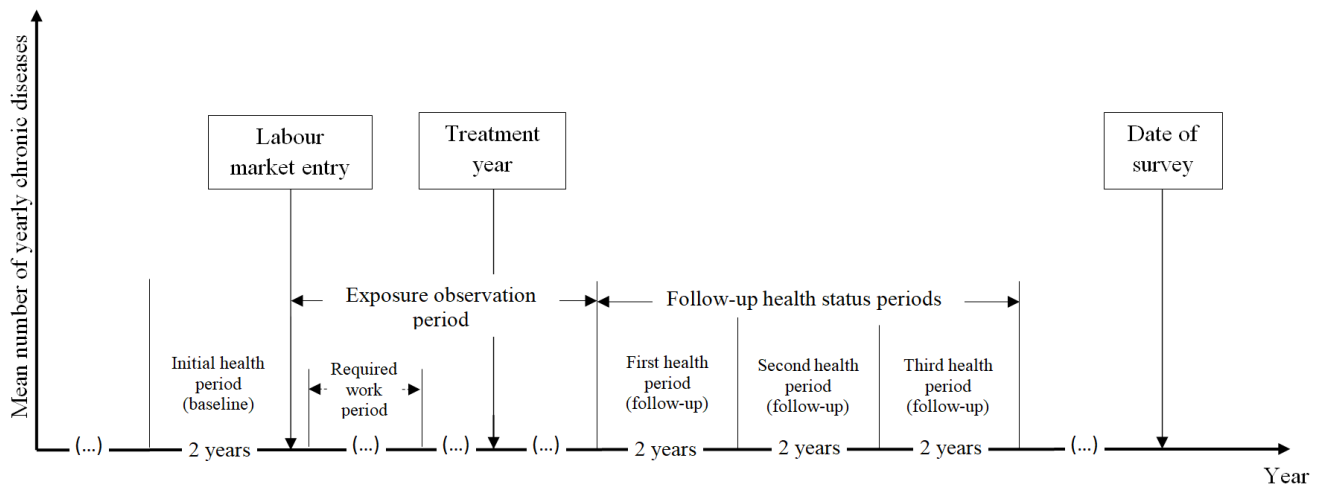 Mean number of yearly chronic diseases
Labour
market entry
Treatment
year
Date of
survey
Exposure observation
period
Follow-up health status periods
Initial health
period
(baseline)
Required
work
period
First health
period
(follow-up)
Second health
period
(follow-up)
Third health
period
(follow-up)
(...)
2 years
(...)
(...)
(...)
2 years
2 years
2 years
(...)
Year